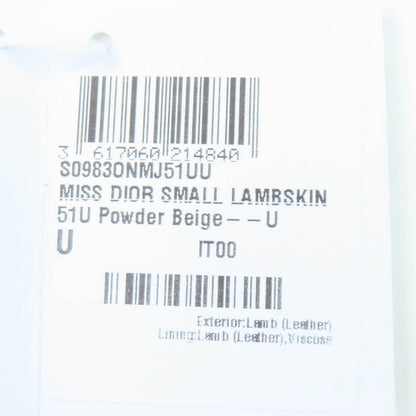 3 617060 214840
S0983ONMJ51UU
MISS DIOR SMALL LAMBSKIN
51U Powder Beige – – U
U IT00
Exterior:Lamb (Leather)
Lining:Lamb (Leather),Viscose